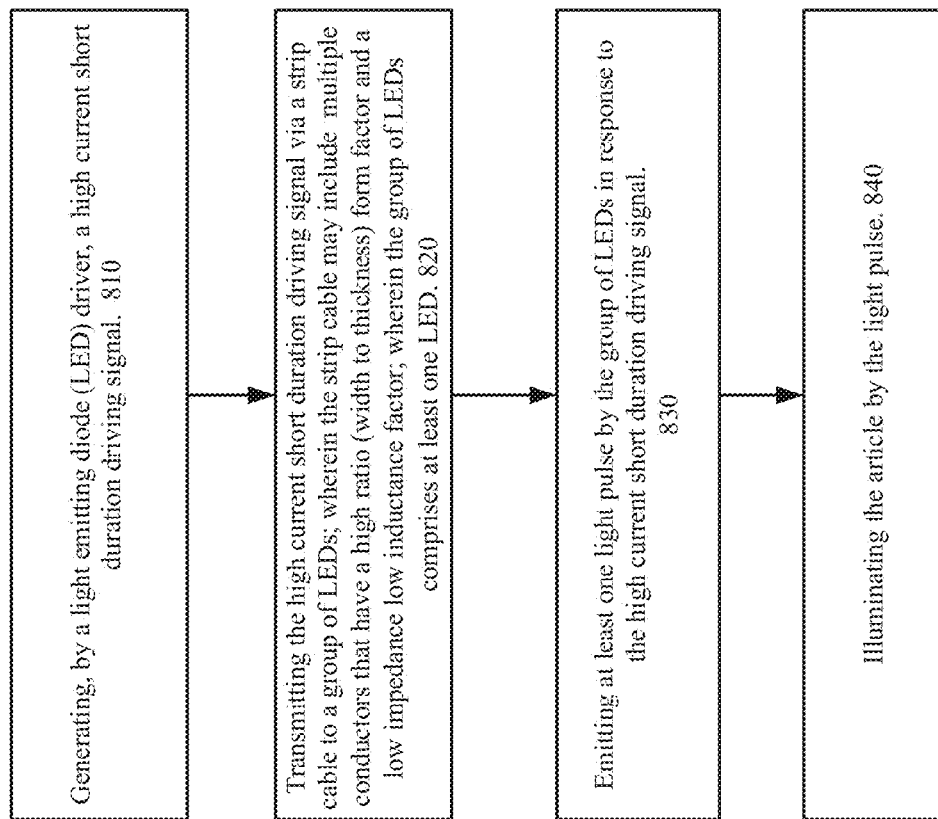 Generating, by a light emitting diode (LED) driver, a high current short
duration driving signal. 810
Transmitting the high current short duration driving signal via a strip
cable to a group of LEDs; wherein the strip cable may include multiple
conductors that have a high ratio (width to thickness) form factor and a
low impedance low inductance factor; wherein the group of LEDs
comprises at least one LED. 820
Emitting at least one light pulse by the group of LEDs in response to
the high current short duration driving signal.
830
Illuminating the article by the light pulse. 840